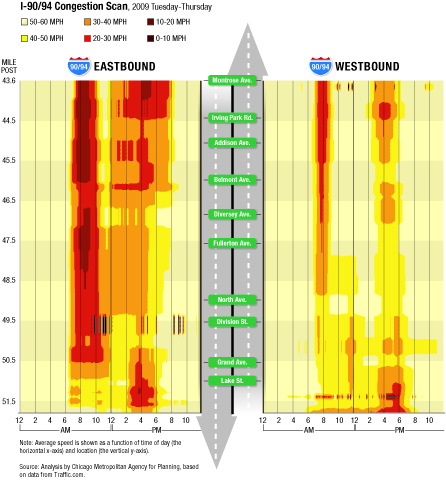 I-90/94 Congestion Scan, 2009 Tuesday-Thursday
50-60 MPH 30-40 MPH 10-20 MPH
40-50 MPH 20-30 MPH 0-10 MPH
MILE
POST
90/94 EASTBOUND
90/94 WESTBOUND
43.6
44.5
45.5
46.5
47.5
48.5
49.5
50.5
51.5
Montrose Ave.
Irving Park Rd.
Addison Ave.
Belmont Ave.
Diversey Ave.
Fullerton Ave.
North Ave.
Division St.
Grand Ave.
Lake St.
12 2 4 6 8 10 12 2 4 6 8 10
AM PM
12 2 4 6 8 10 12 2 4 6 8 10
AM PM
Note: Average speed is shown as a function of time of day (the
horizontal x-axis) and location (the vertical y-axis).
Source: Analysis by Chicago Metropolitan Agency for Planning, based
on data from Traffic.com.